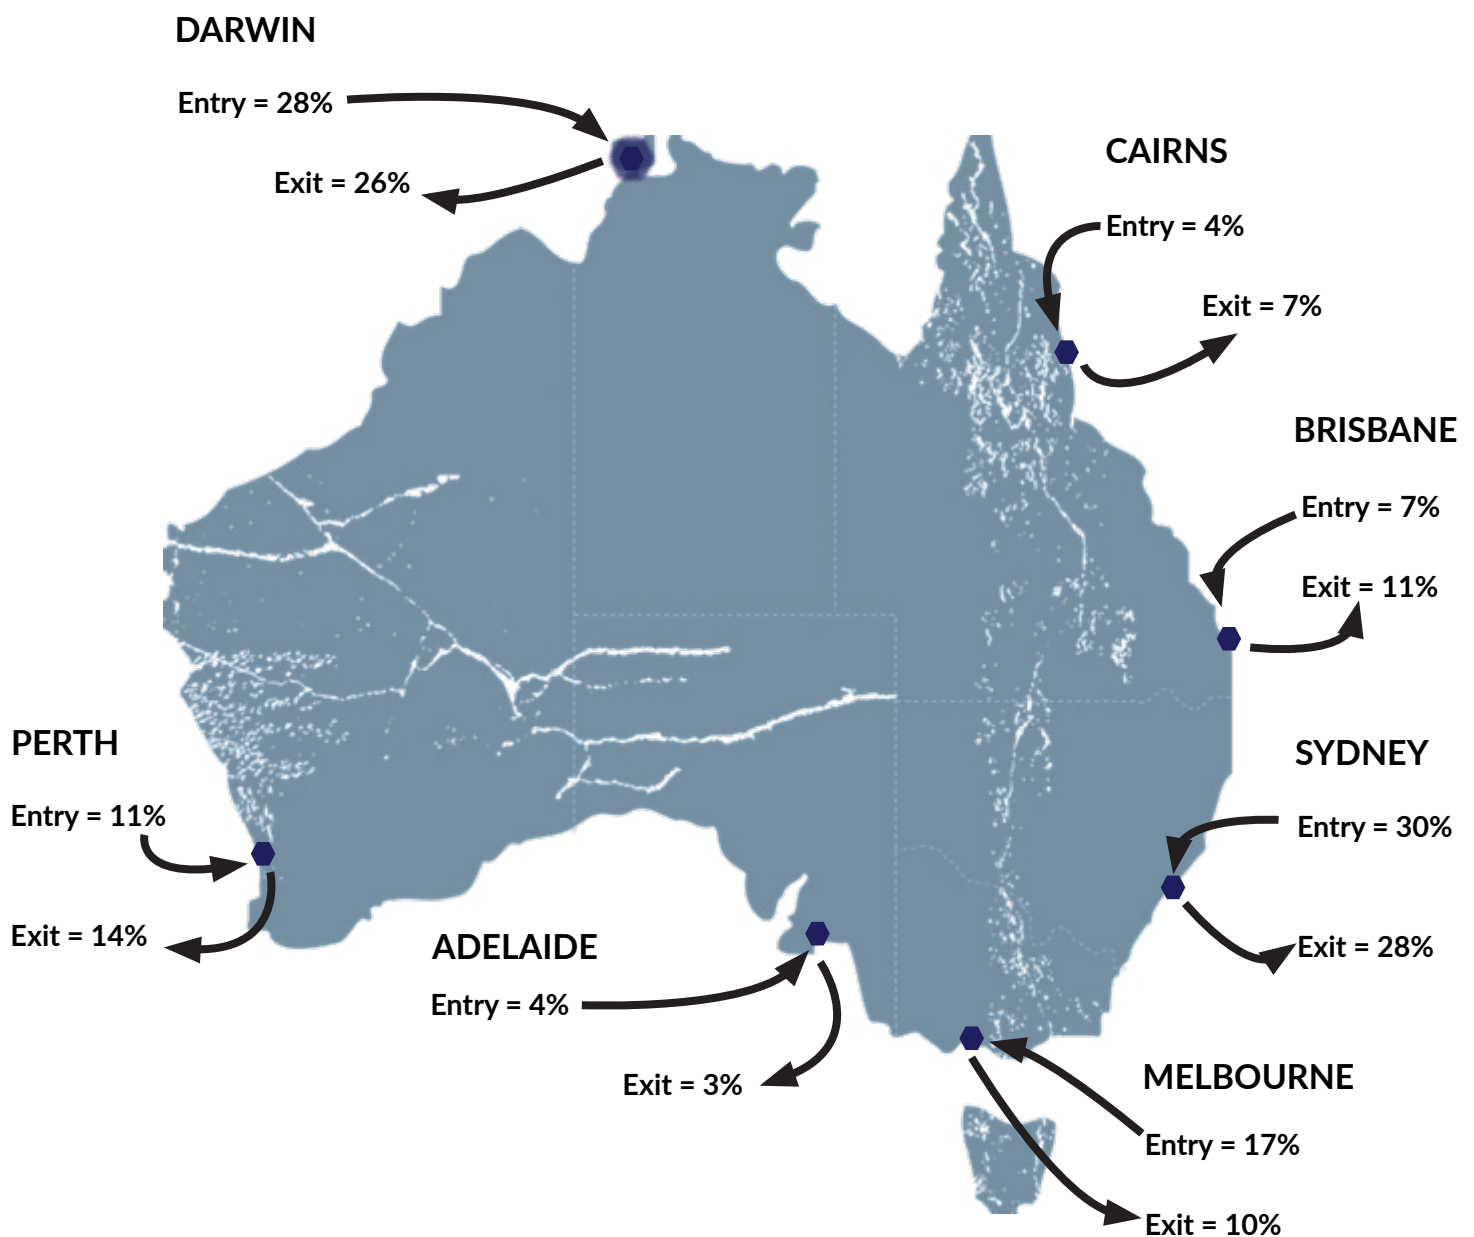 DARWIN
Entry = 28%
Exit = 26%
CAIRNS
Entry = 4%
Exit = 7%
BRISBANE
Entry = 7%
Exit = 11%
SYDNEY
Entry = 30%
Exit = 28%
PERTH
Entry = 11%
Exit = 14%
ADELAIDE
Entry = 4%
Exit = 3%
MELBOURNE
Entry = 17%
Exit = 10%